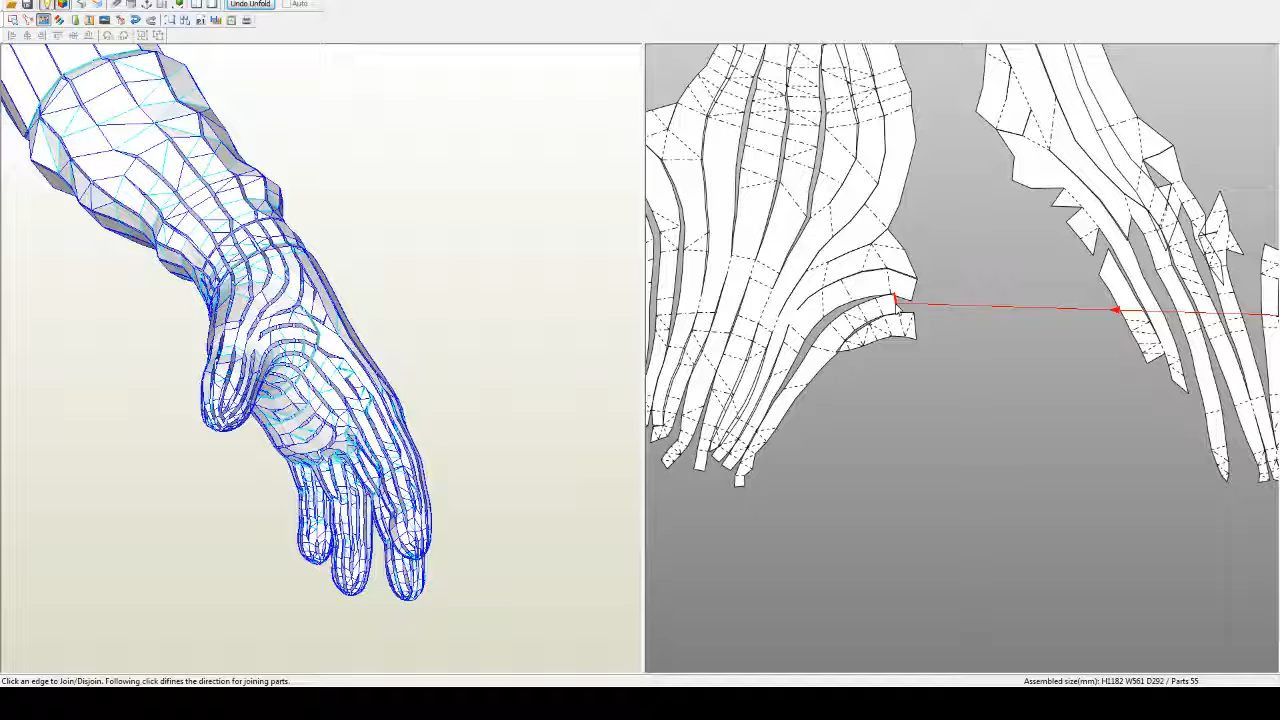 Undo Unfold
Auto
Click an edge to Join/Disjoin. Following click difines the direction for joining parts.
Assembled size(mm): H1182 W561 D292 / Parts 55